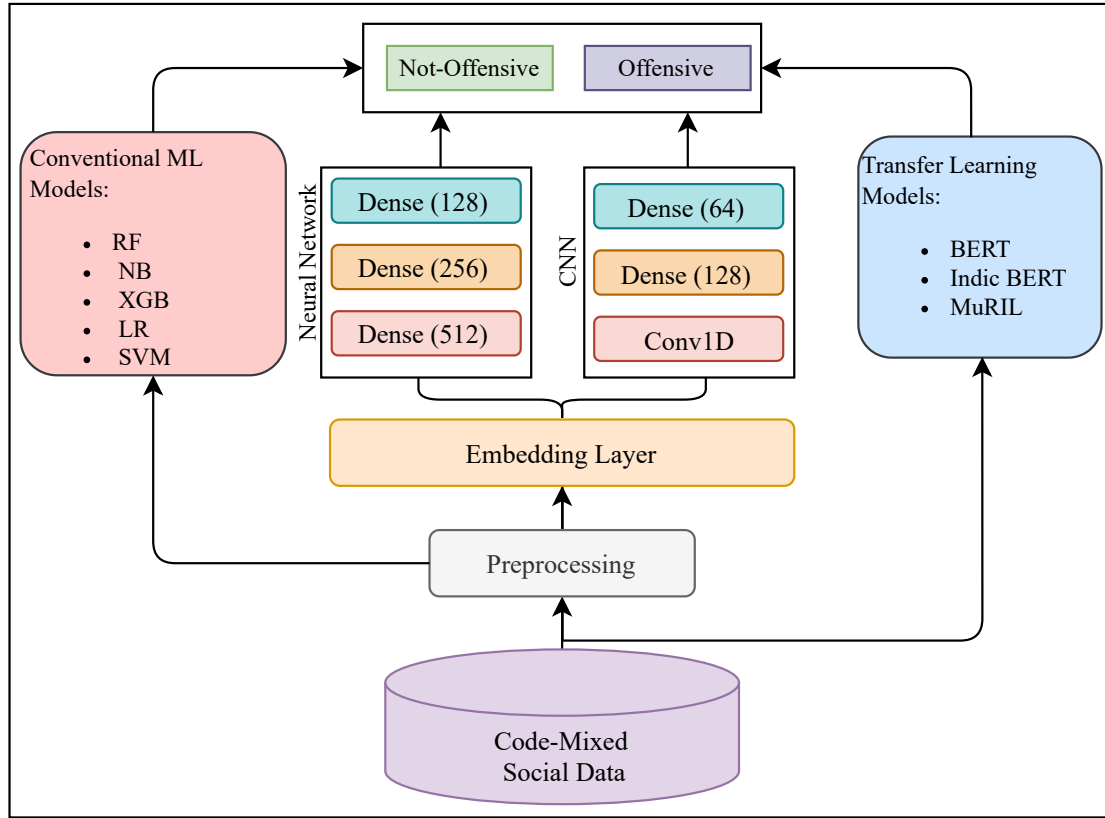 Not-Offensive
Offensive
Conventional ML
Models:
• RF
• NB
• XGB
• LR
• SVM
Neural Network
Dense (128)
Dense (256)
Dense (512)
CNN
Dense (64)
Dense (128)
Conv1D
Transfer Learning
Models:
• BERT
• Indic BERT
• MuRIL
Embedding Layer
Preprocessing
Code-Mixed
Social Data